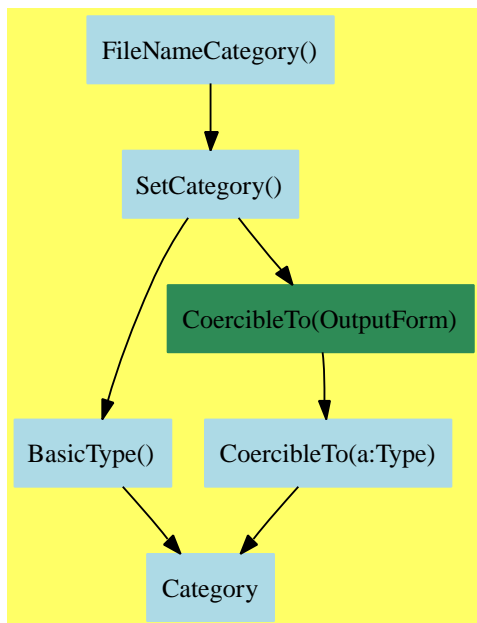 FileNameCategory()
SetCategory()
CoercibleTo(OutputForm)
BasicType()
CoercibleTo(a:Type)
Category